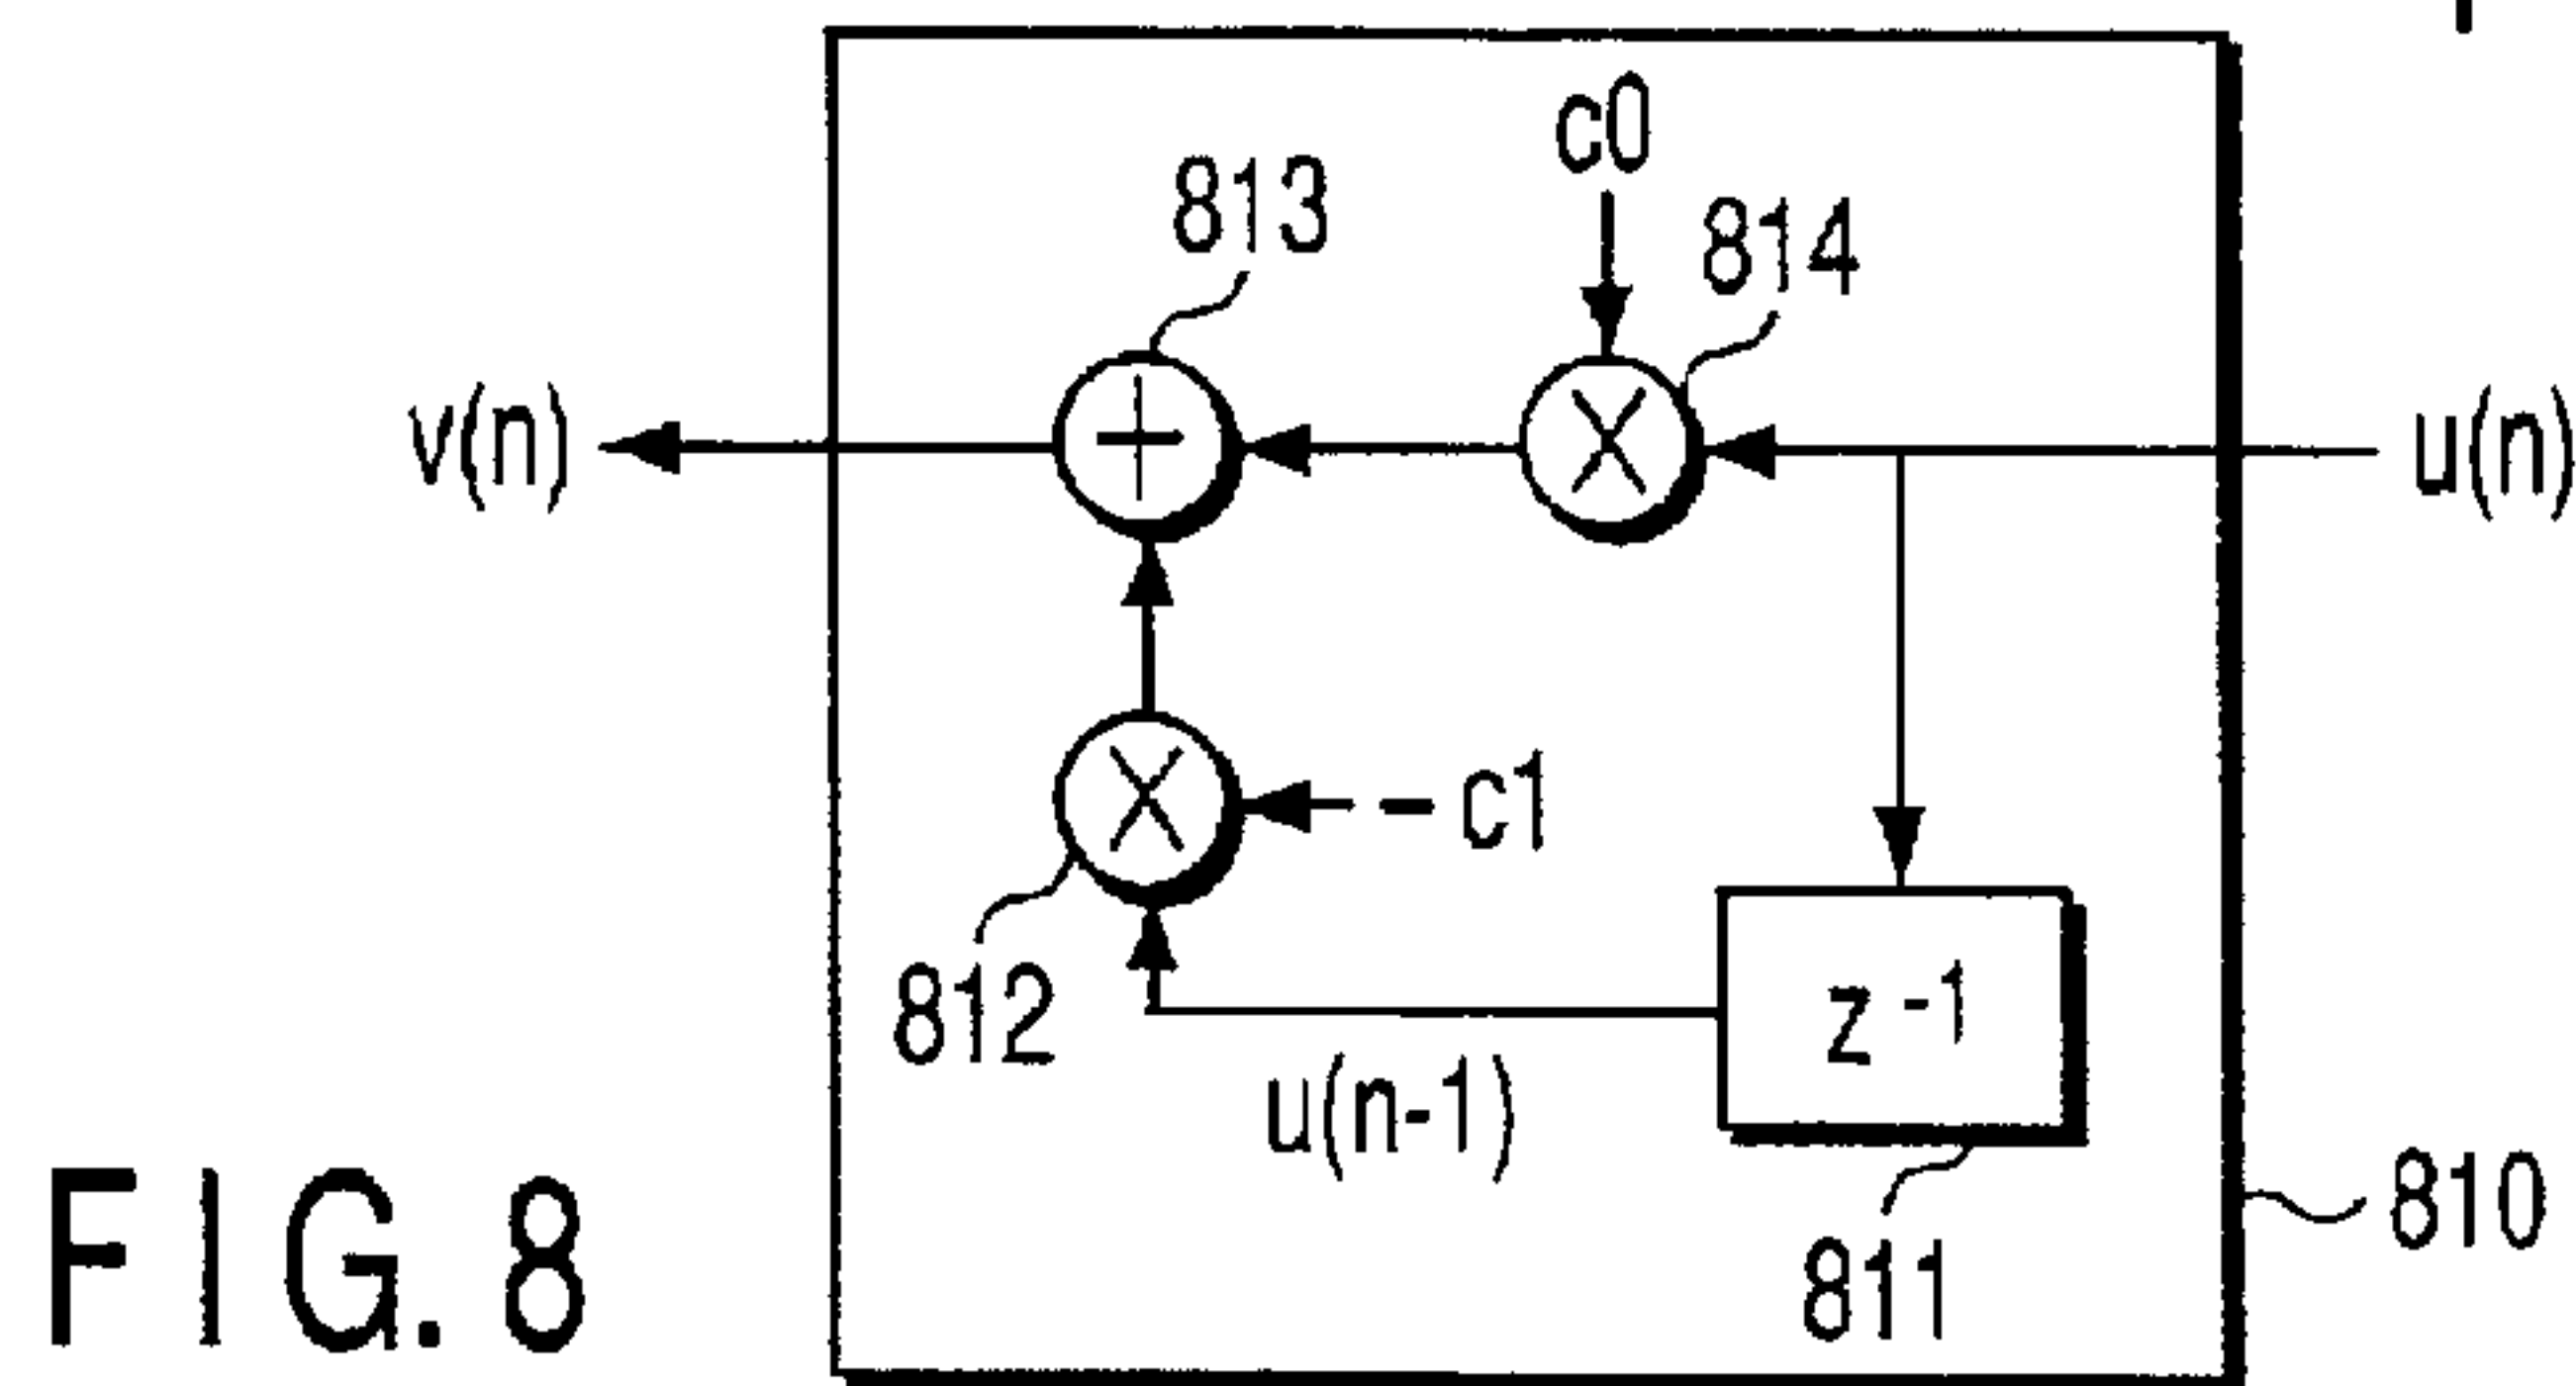 c0
813
814
+
X
v(n)
u(n)
X
- c1
812
z -1
u(n-1)
811
810
FIG. 8